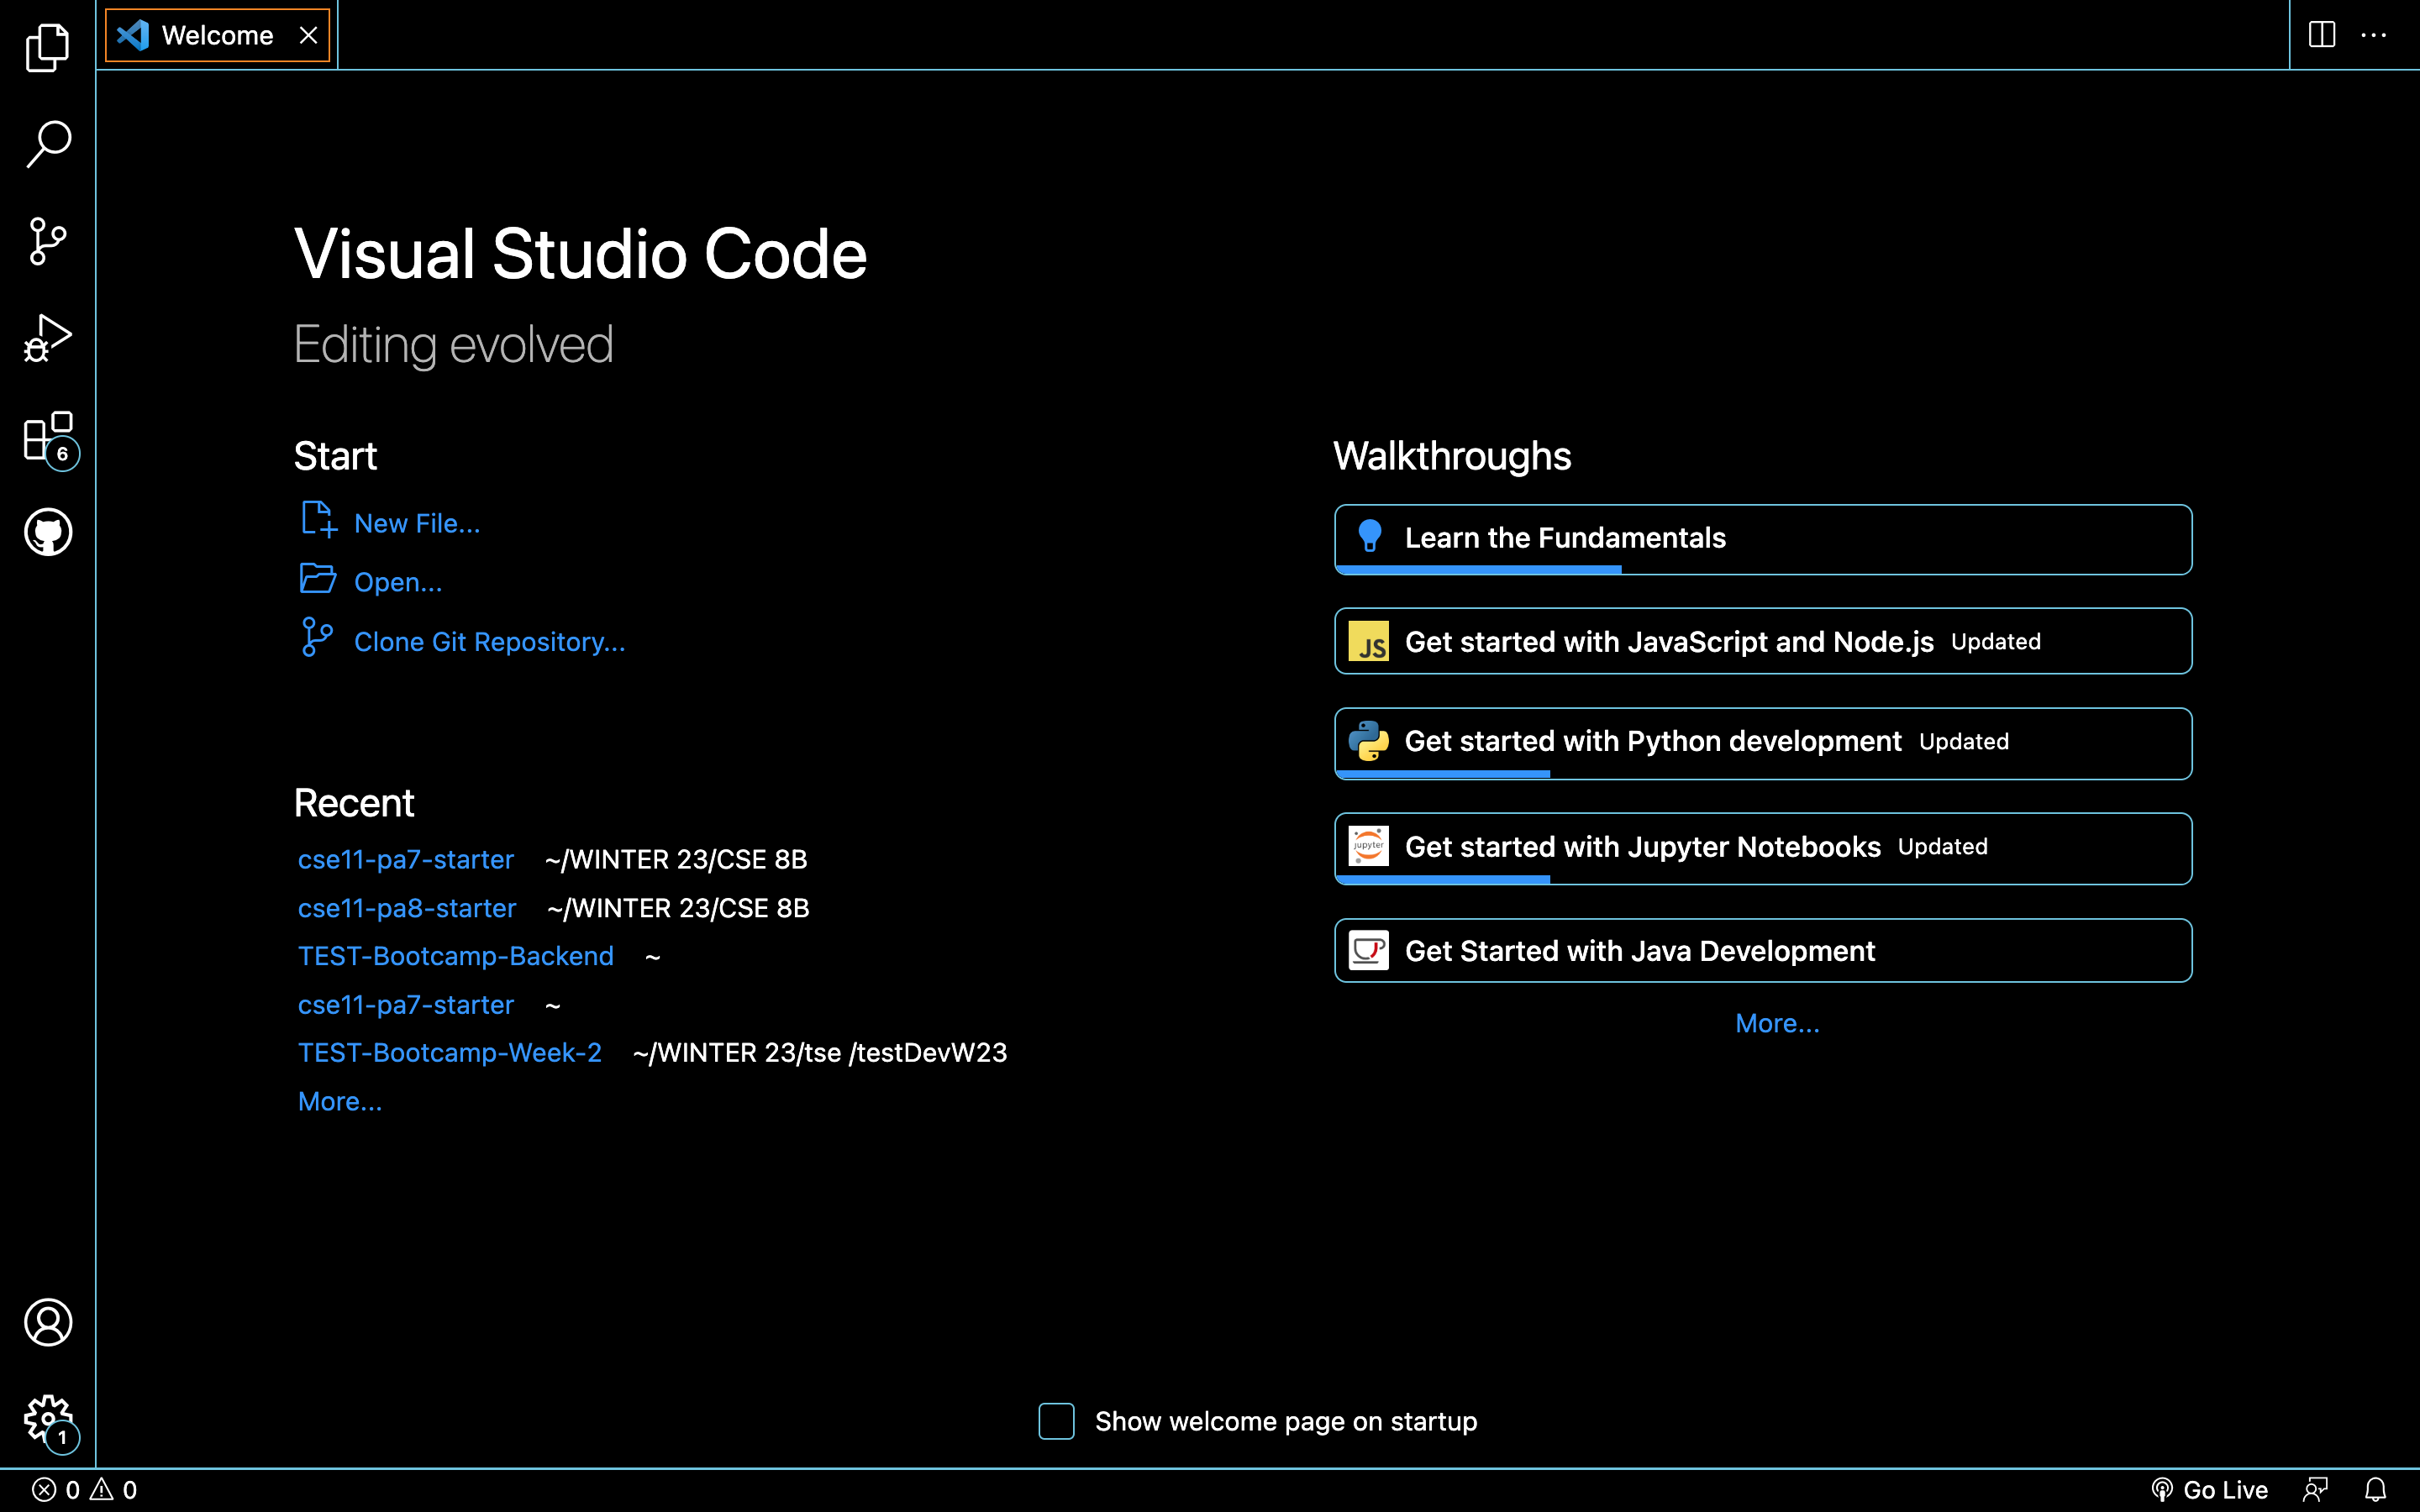 Welcome
Visual Studio Code
Editing evolved
Start
New File...
Open...
Clone Git Repository...
Recent
cse11-pa7-starter ~/WINTER 23/CSE 8B
cse11-pa8-starter ~/WINTER 23/CSE 8B
TEST-Bootcamp-Backend ~
cse11-pa7-starter ~
TEST-Bootcamp-Week-2 ~/WINTER 23/tse /testDevW23
More...
Walkthroughs
Learn the Fundamentals
JS Get started with JavaScript and Node.js Updated
Get started with Python development Updated
jupyter Get started with Jupyter Notebooks Updated
Get Started with Java Development
More...
6
1
Show welcome page on startup
0 0
Go Live